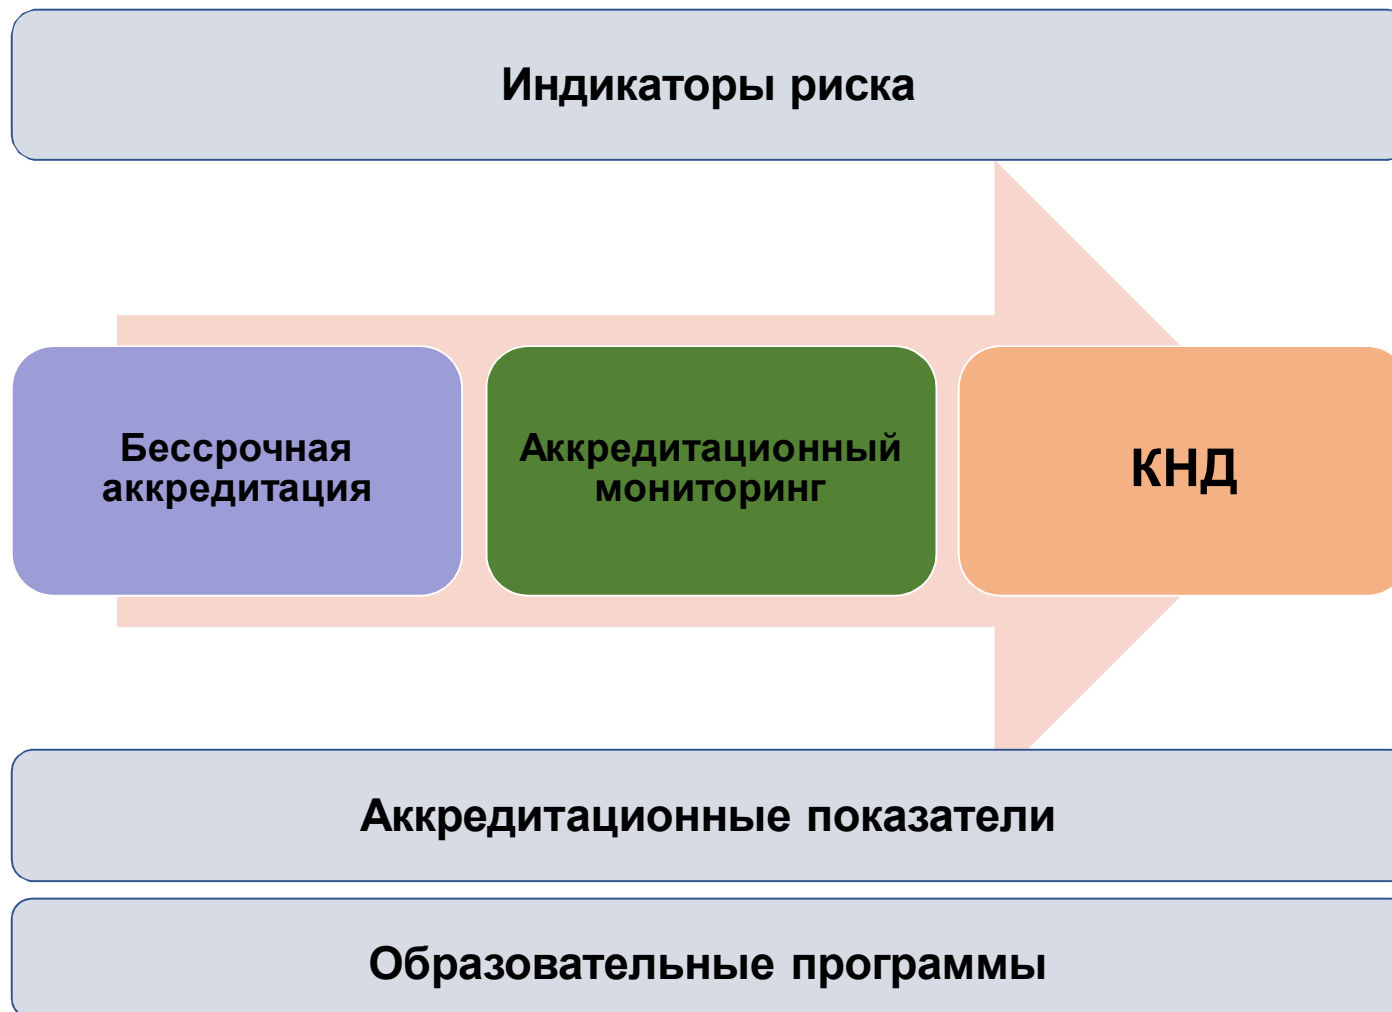 Индикаторы риска
Бессрочная
аккредитация
Аккредитационный
мониторинг
КНД
Аккредитационные показатели
Образовательные программы